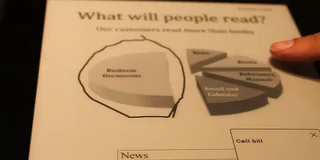 What will people read?
Our customers read more than books
News
Books
Business
Documents
Reference
Manuals
Email and
Calendar
Call bill
News